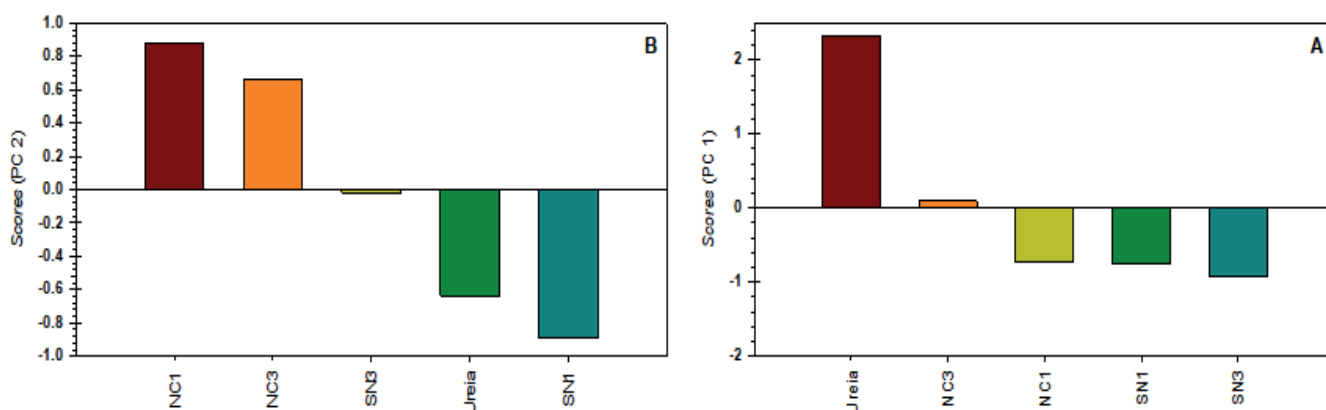 B
Scores (PC 2)
1.0
0.8
0.6
0.4
0.2
0.0
-0.2
-0.4
-0.6
-0.8
-1.0
NC1
NC3
SN3
Ureia
SN1
A
Scores (PC 1)
2
1
0
-1
-2
Ureia
NC3
NC1
SN1
SN3